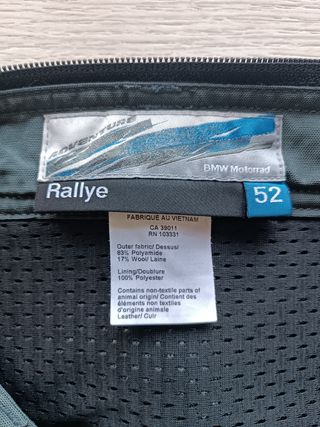 ADVENTURE
BMW Motorrad
Rallye
52
FABRIQUE AU VIETNAM
CA 39011
RN 103331
Outer fabric/ Dessus/
83% Polyamide
17% Wool/ Laine
Lining/Doublure
100% Polyester
Contains non-textile parts of
animal origin/ Contient des
éléments non textiles
d'origine animale
Leather/ Cuir